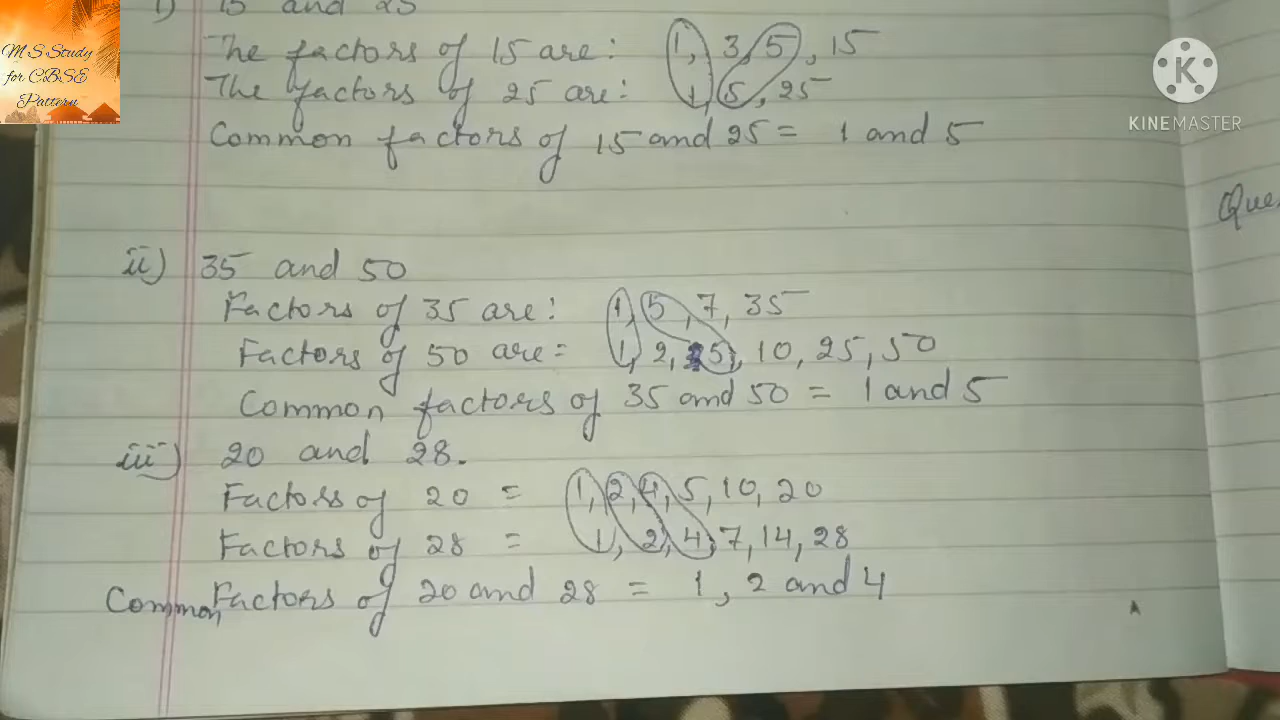 M S Study
for C.B.S.E
Pattern
KINEMASTER
i) 15 and 25
The factors of 15 are: 1, 3, 5, 15
The factors of 25 are: 1, 5, 25
Common factors of 15 and 25 = 1 and 5
Que
ii) 35 and 50
Factors of 35 are: 1, 5, 7, 35
Factors of 50 are = 1, 2, 5, 10, 25, 50
Common factors of 35 and 50 = 1 and 5
iii) 20 and 28.
Factors of 20 = 1, 2, 4, 5, 10, 20
Factors of 28 = 1, 2, 4, 7, 14, 28
Common Factors of 20 and 28 = 1, 2 and 4